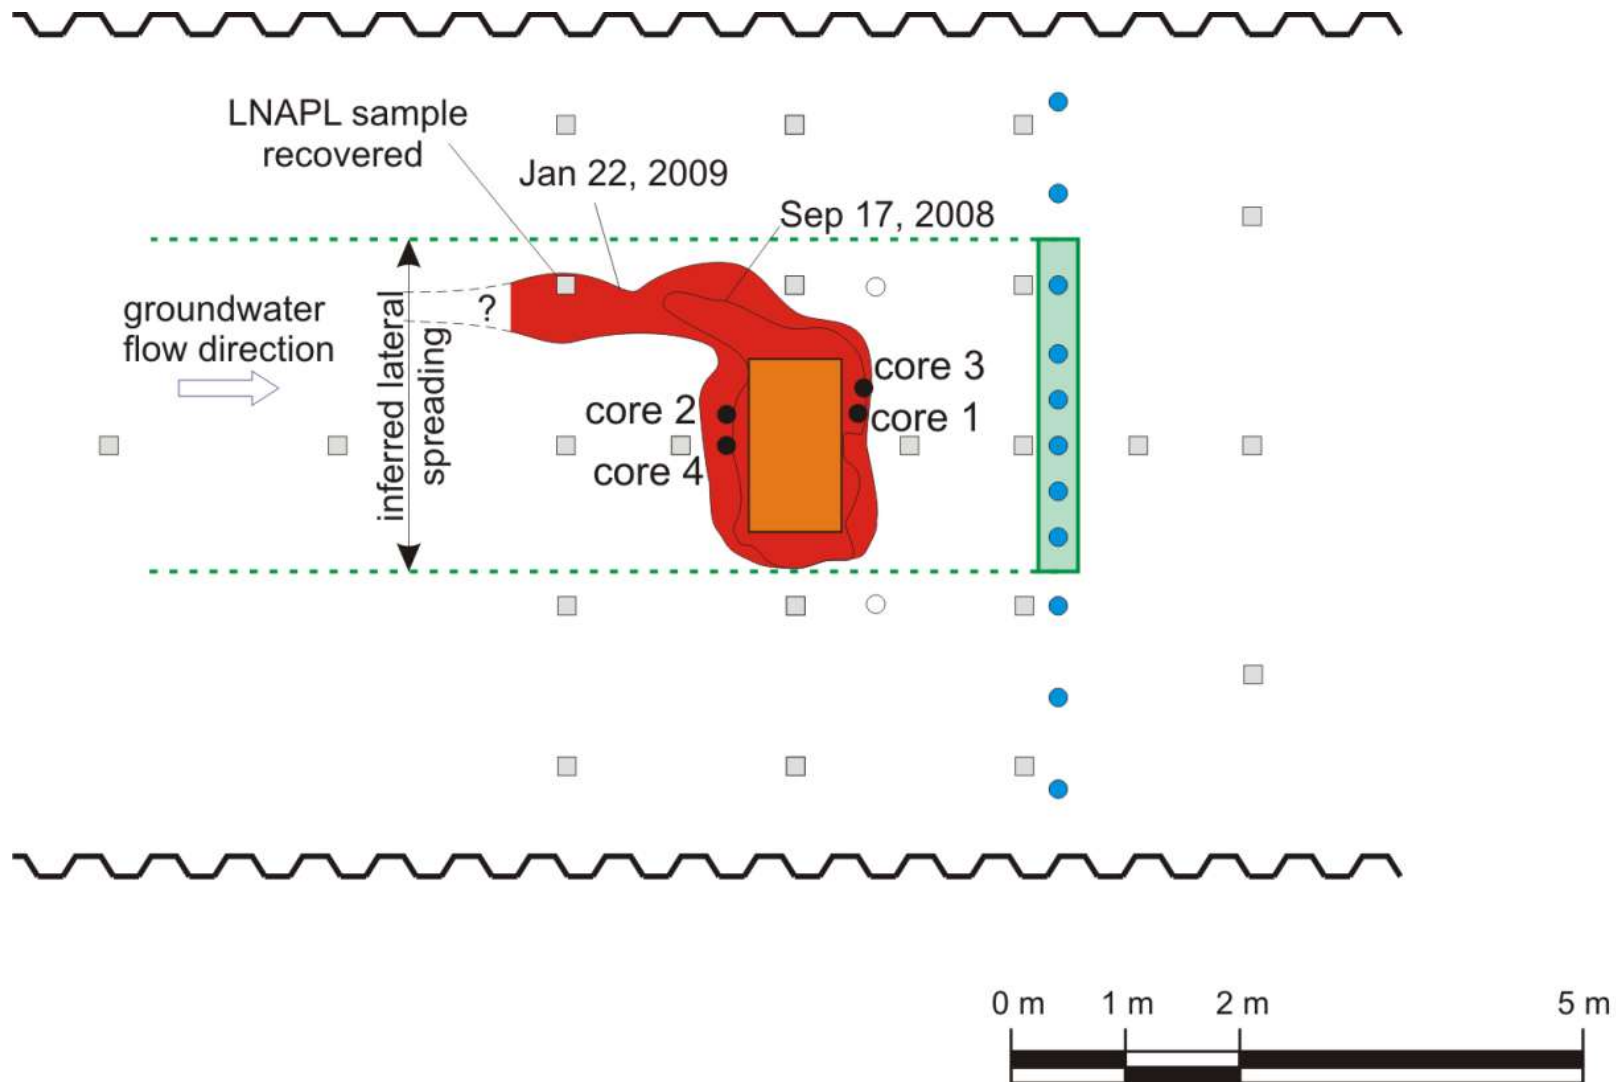 LNAPL sample
recovered
Jan 22, 2009
Sep 17, 2008
groundwater
flow direction
inferred lateral
spreading
?
core 3
core 2
core 1
core 4
0 m 1 m 2 m 5 m